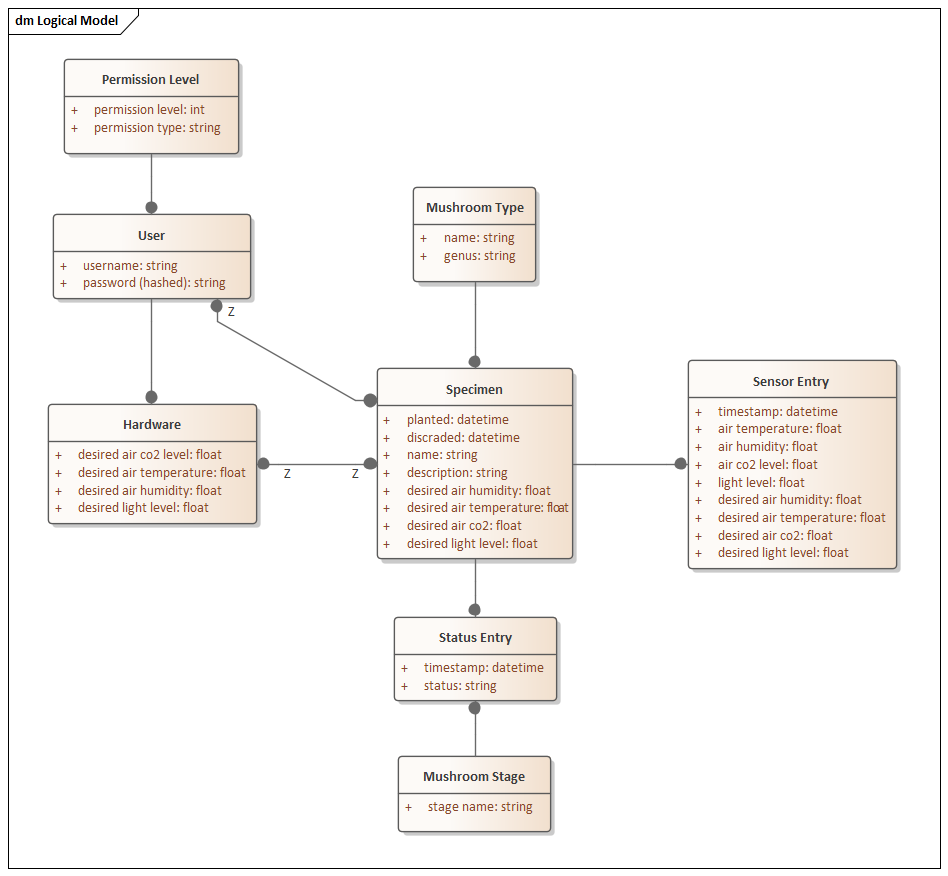 dm Logical Model
Permission Level
+ permission level: int
+ permission type: string
User
+ username: string
+ password (hashed): string
Z
Mushroom Type
+ name: string
+ genus: string
Hardware
+ desired air co2 level: float
+ desired air temperature: float
+ desired air humidity: float
+ desired light level: float
Z Z
Specimen
+ planted: datetime
+ discraded: datetime
+ name: string
+ description: string
+ desired air humidity: float
+ desired air temperature: float
+ desired air co2: float
+ desired light level: float
Sensor Entry
+ timestamp: datetime
+ air temperature: float
+ air humidity: float
+ air co2 level: float
+ light level: float
+ desired air humidity: float
+ desired air temperature: float
+ desired air co2: float
+ desired light level: float
Status Entry
+ timestamp: datetime
+ status: string
Mushroom Stage
+ stage name: string